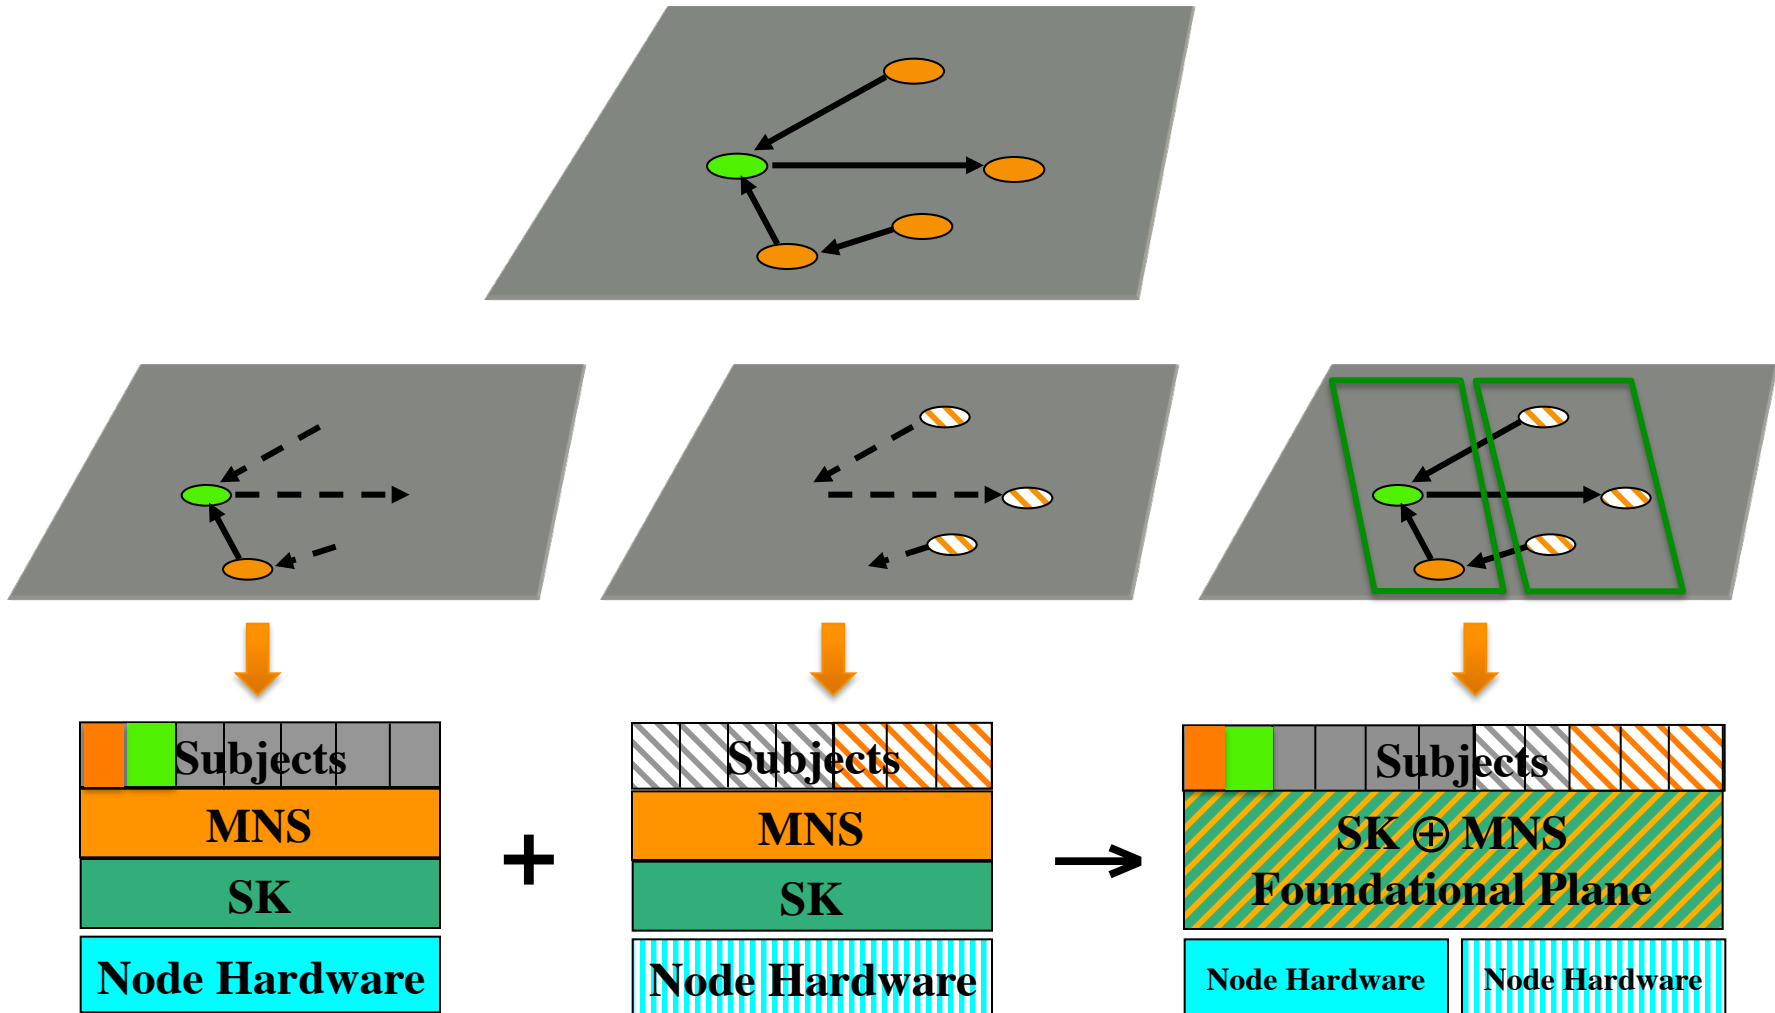 Subjects
MNS
SK
Node Hardware
+
Subjects
MNS
SK
Node Hardware
→
Subjects
SK ⊕ MNS
Foundational Plane
Node Hardware
Node Hardware